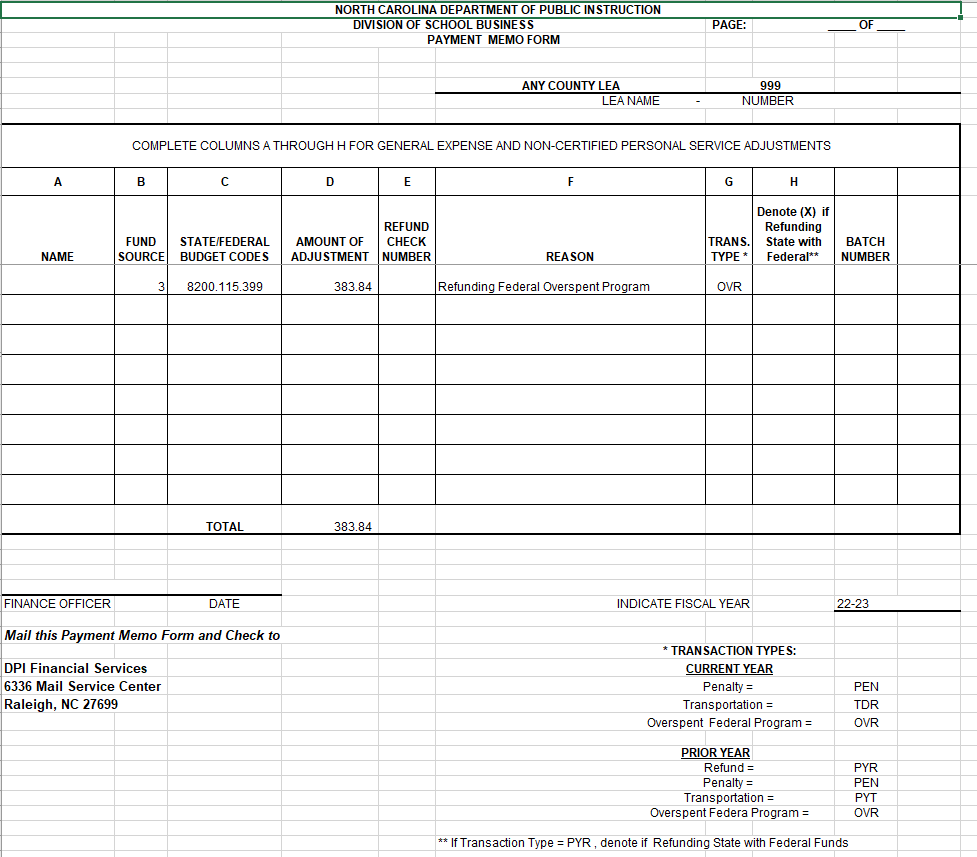 NORTH CAROLINA DEPARTMENT OF PUBLIC INSTRUCTION
DIVISION OF SCHOOL BUSINESS PAGE: ____ OF ____
PAYMENT MEMO FORM
ANY COUNTY LEA 999
LEA NAME - NUMBER
COMPLETE COLUMNS A THROUGH H FOR GENERAL EXPENSE AND NON-CERTIFIED PERSONAL SERVICE ADJUSTMENTS
A B C D E F G H
NAME
FUND
SOURCE
STATE/FEDERAL
BUDGET CODES
AMOUNT OF
ADJUSTMENT
REFUND
CHECK
NUMBER
REASON
TRANS.
TYPE *
Denote (X) if
Refunding
State with
Federal**
BATCH
NUMBER
3 8200.115.399 383.84 Refunding Federal Overspent Program OVR
TOTAL 383.84
FINANCE OFFICER DATE INDICATE FISCAL YEAR 22-23
Mail this Payment Memo Form and Check to
DPI Financial Services
6336 Mail Service Center
Raleigh, NC 27699
* TRANSACTION TYPES:
CURRENT YEAR
Penalty = PEN
Transportation = TDR
Overspent Federal Program = OVR
PRIOR YEAR
Refund = PYR
Penalty = PEN
Transportation = PYT
Overspent Federa Program = OVR
** If Transaction Type = PYR , denote if Refunding State with Federal Funds